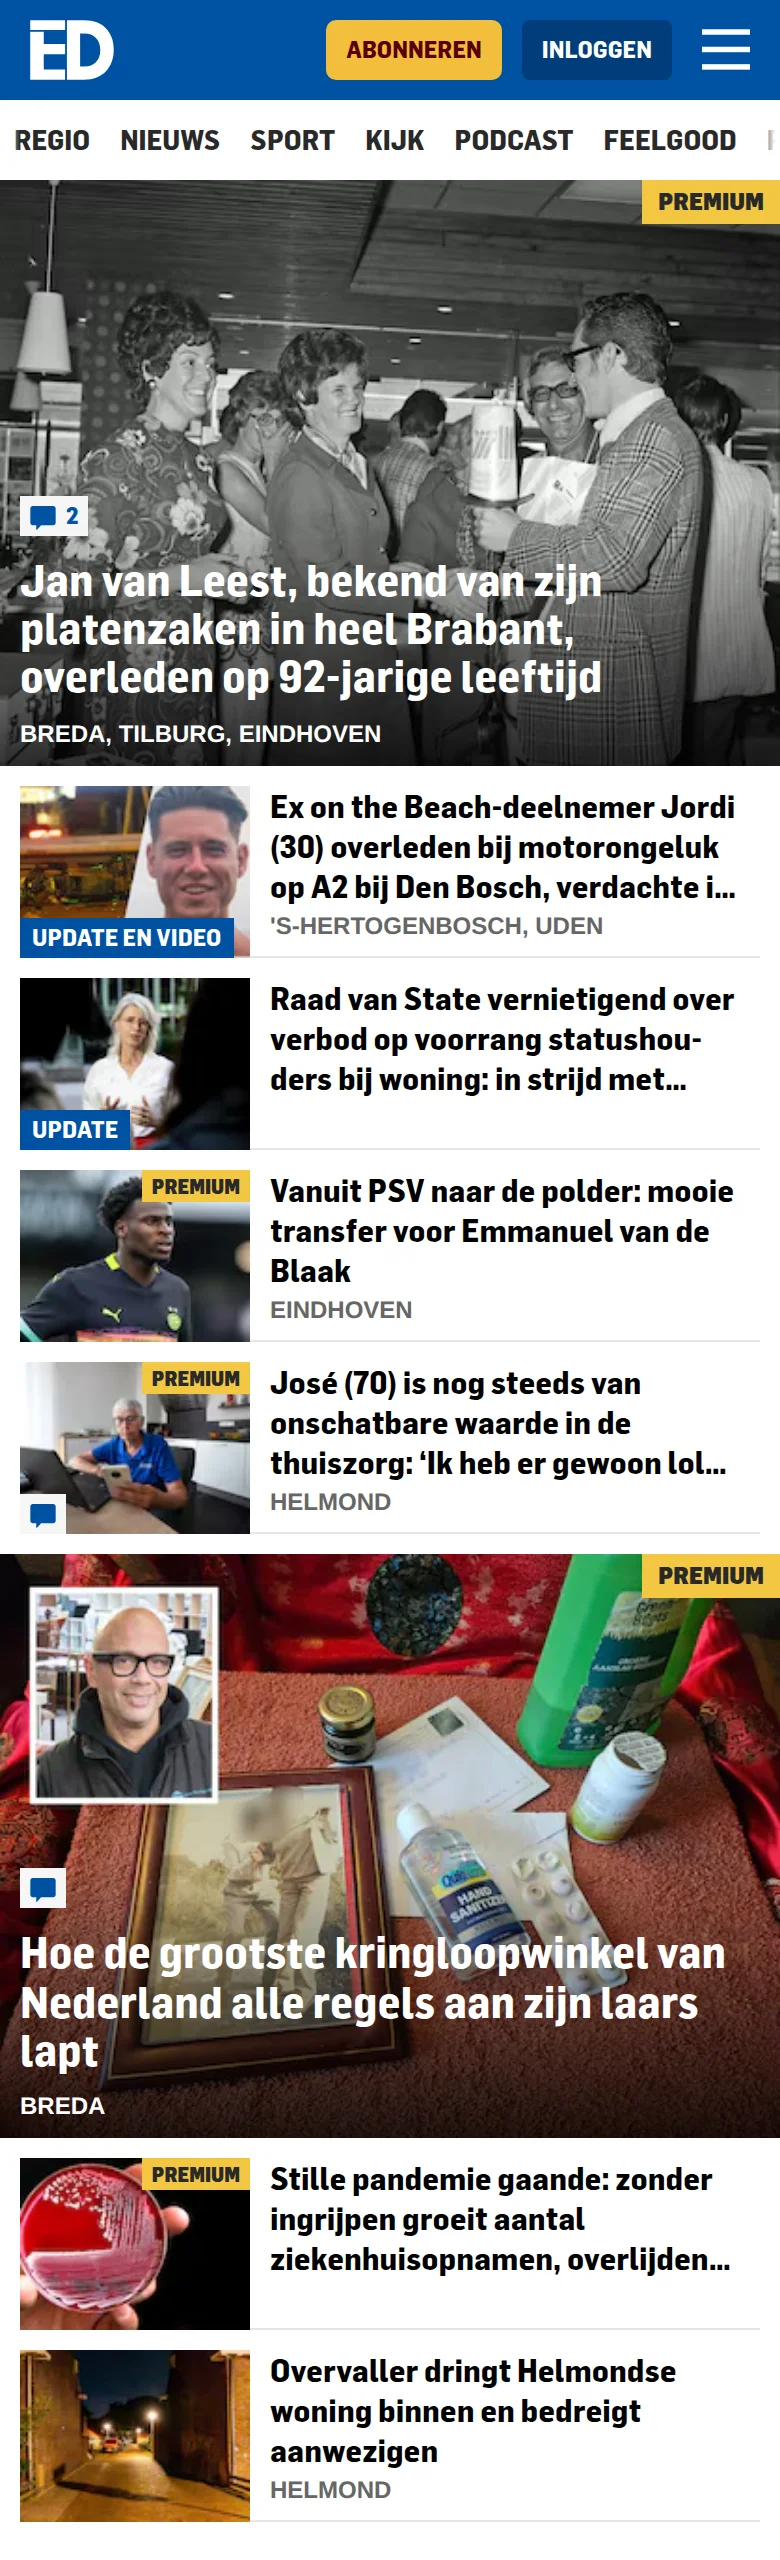 ED
ABONNEREN
INLOGGEN
REGIO NIEUWS SPORT KIJK PODCAST FEELGOOD
PREMIUM
2
Jan van Leest, bekend van zijn
platenzaken in heel Brabant,
overleden op 92-jarige leeftijd
BREDA, TILBURG, EINDHOVEN
UPDATE EN VIDEO
Ex on the Beach-deelnemer Jordi
(30) overleden bij motorongeluk
op A2 bij Den Bosch, verdachte i...
'S-HERTOGENBOSCH, UDEN
UPDATE
Raad van State vernietigend over
verbod op voorrang statushou-
ders bij woning: in strijd met...
PREMIUM
Vanuit PSV naar de polder: mooie
transfer voor Emmanuel van de
Blaak
EINDHOVEN
PREMIUM
José (70) is nog steeds van
onschatbare waarde in de
thuiszorg: ‘Ik heb er gewoon lol...
HELMOND
PREMIUM
HAND
SANITIZER
Hoe de grootste kringloopwinkel van
Nederland alle regels aan zijn laars
lapt
BREDA
PREMIUM
Stille pandemie gaande: zonder
ingrijpen groeit aantal
ziekenhuisopnamen, overlijden...
Overvaller dringt Helmondse
woning binnen en bedreigt
aanwezigen
HELMOND